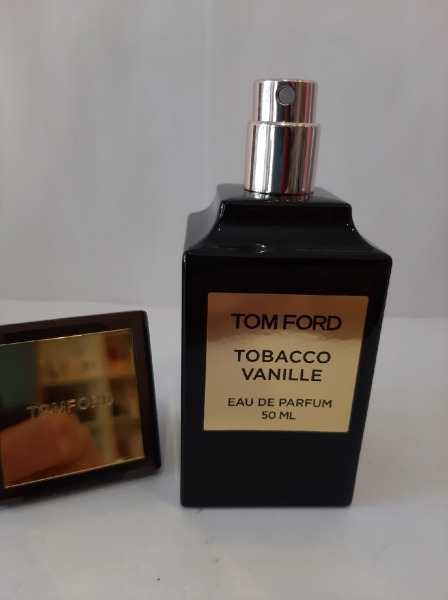 TOM FORD
TOBACCO
VANILLE
EAU DE PARFUM
50 ML
TOM FORD